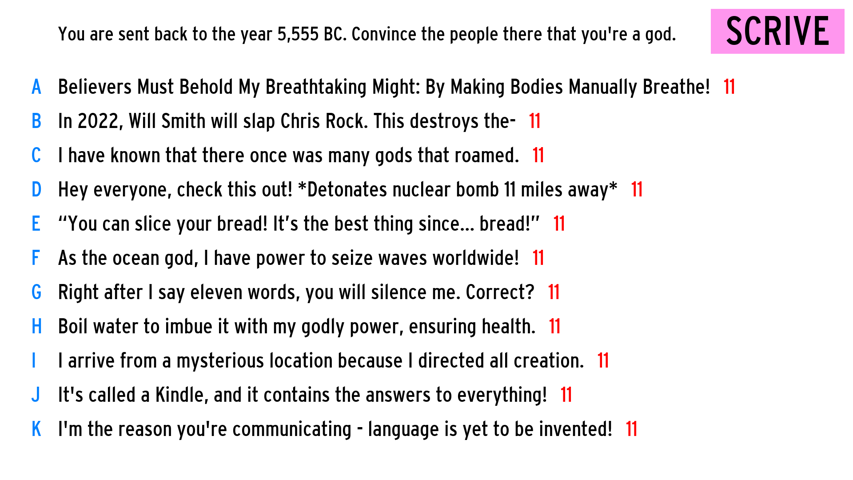 You are sent back to the year 5,555 BC. Convince the people there that you're a god.
SCRIVE
A Believers Must Behold My Breathtaking Might: By Making Bodies Manually Breathe! 11
B In 2022, Will Smith will slap Chris Rock. This destroys the- 11
C I have known that there once was many gods that roamed. 11
D Hey everyone, check this out! *Detonates nuclear bomb 11 miles away* 11
E “You can slice your bread! It’s the best thing since... bread!” 11
F As the ocean god, I have power to seize waves worldwide! 11
G Right after I say eleven words, you will silence me. Correct? 11
H Boil water to imbue it with my godly power, ensuring health. 11
I I arrive from a mysterious location because I directed all creation. 11
J It's called a Kindle, and it contains the answers to everything! 11
K I'm the reason you're communicating - language is yet to be invented! 11